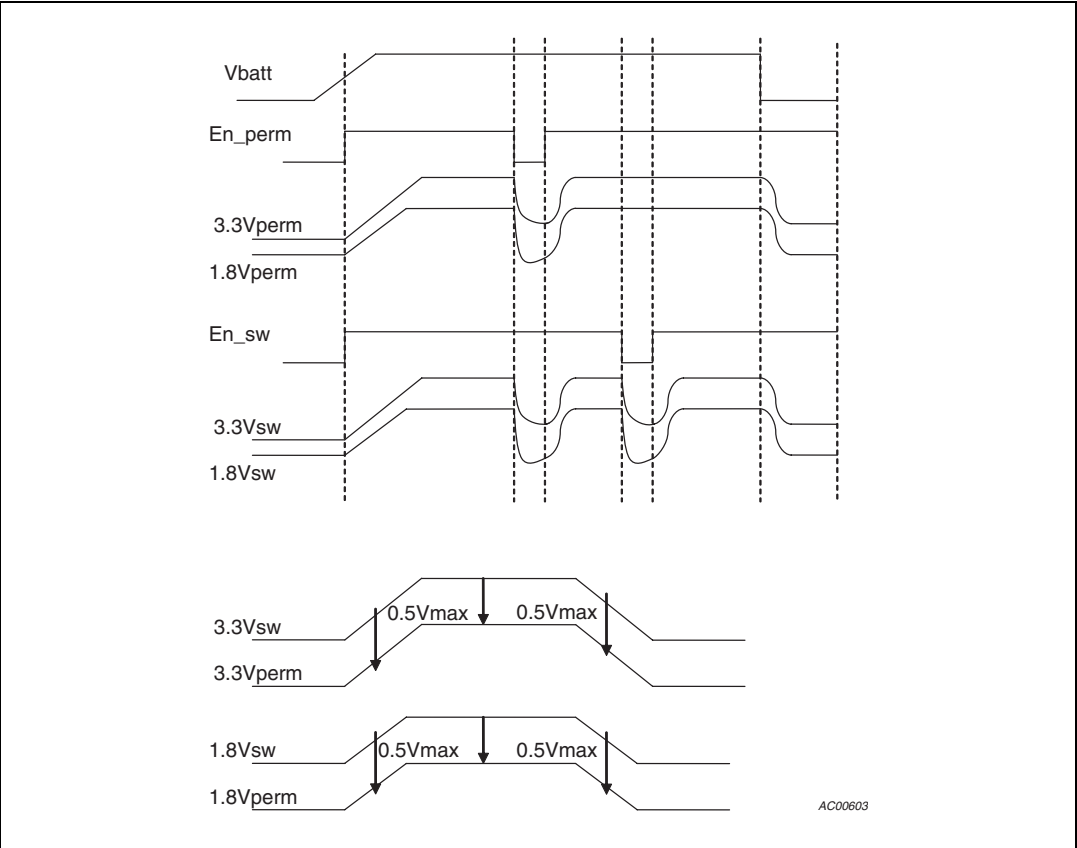 Vbatt
En_perm
3.3Vperm
1.8Vperm
En_sw
3.3Vsw
1.8Vsw
0.5Vmax 0.5Vmax
3.3Vsw
3.3Vperm
1.8Vsw 0.5Vmax 0.5Vmax
1.8Vperm
AC00603